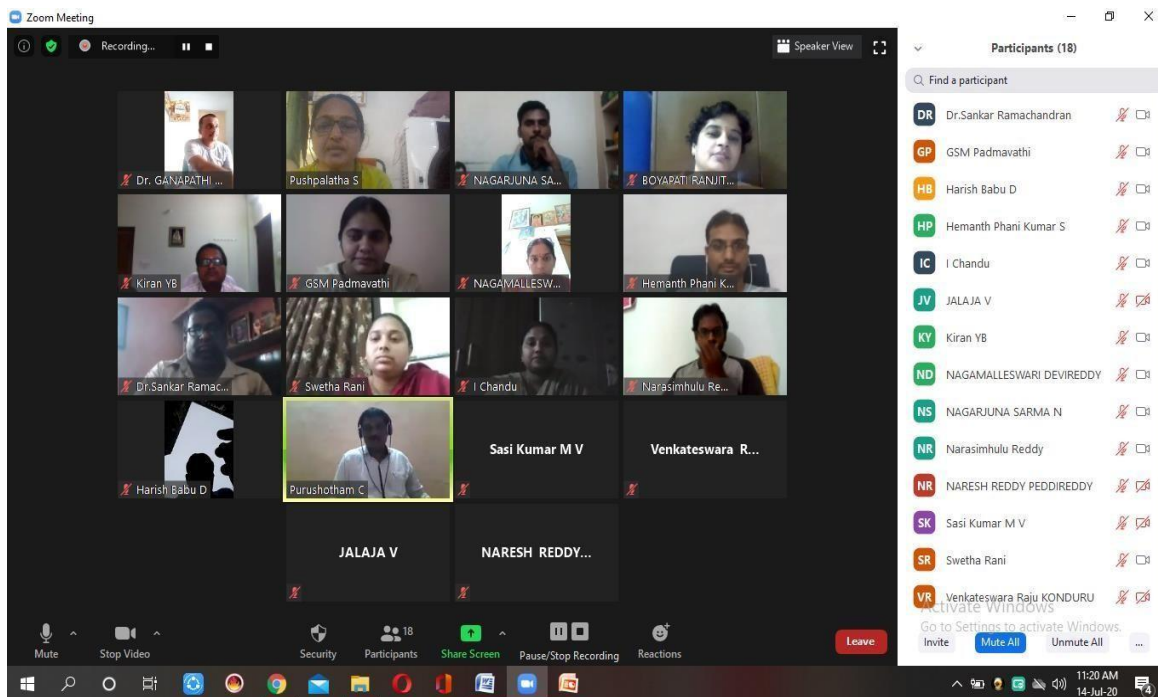 Zoom Meeting
Recording...
Speaker View
Dr. GANAPATHI ...
Pushpalatha S
NAGARJUNA SA...
BOYAPATI RANJIT...
Kiran YB
GSM Padmavathi
NAGAMALLESW...
Hemanth Phani K...
Dr.Sankar Ramac...
Swetha Rani
I Chandu
Narasimhulu Re...
Harish Babu D
Purushotham C
Sasi Kumar M V
Venkateswara R...
JALAJA V
NARESH REDDY...
Mute
Stop Video
Security
18
Participants
Share Screen
Pause/Stop Recording
Reactions
Leave
Participants (18)
Find a participant
DR Dr.Sankar Ramachandran
GP GSM Padmavathi
HB Harish Babu D
HP Hemanth Phani Kumar S
IC I Chandu
JV JALAJA V
KY Kiran YB
ND NAGAMALLESWARI DEVIREDDY
NS NAGARJUNA SARMA N
NR Narasimhulu Reddy
NR NARESH REDDY PEDDIREDDY
SK Sasi Kumar M V
SR Swetha Rani
VR Venkateswara Raju KONDURU
Activate Windows
Go to Settings to activate Windows.
Invite
Mute All
Unmute All
...
11:20 AM
14-Jul-20
4